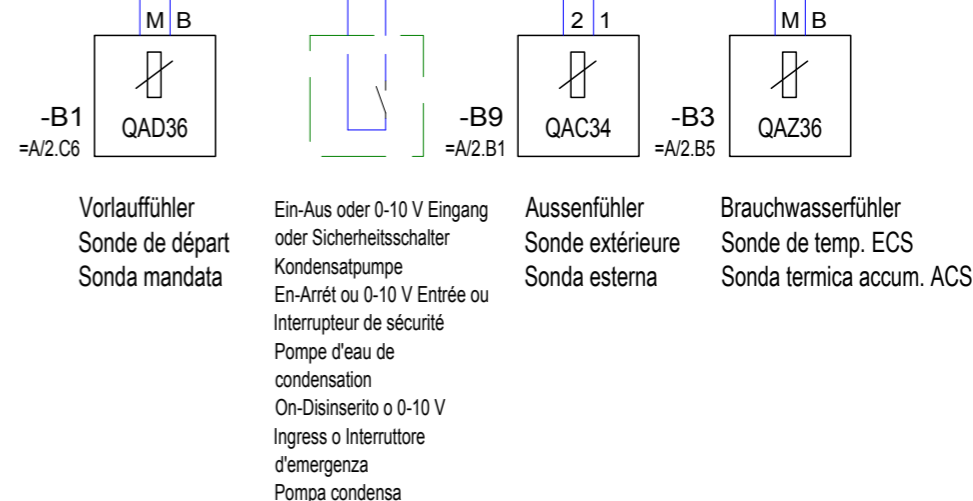 M B
2 1
M B
-B1
=A/2.C6
QAD36
-B9
=A/2.B1
QAC34
-B3
=A/2.B5
QAZ36
Vorlauffühler
Sonde de départ
Sonda mandata
Ein-Aus oder 0-10 V Eingang
oder Sicherheitsschalter
Kondensatpumpe
En-Arrét ou 0-10 V Entrée ou
Interrupteur de sécurité
Pompe d'eau de
condensation
On-Disinserito o 0-10 V
Ingress o Interruttore
d'emergenza
Pompa condensa
Aussenfühler
Sonde extérieure
Sonda esterna
Brauchwasserfühler
Sonde de temp. ECS
Sonda termica accum. ACS